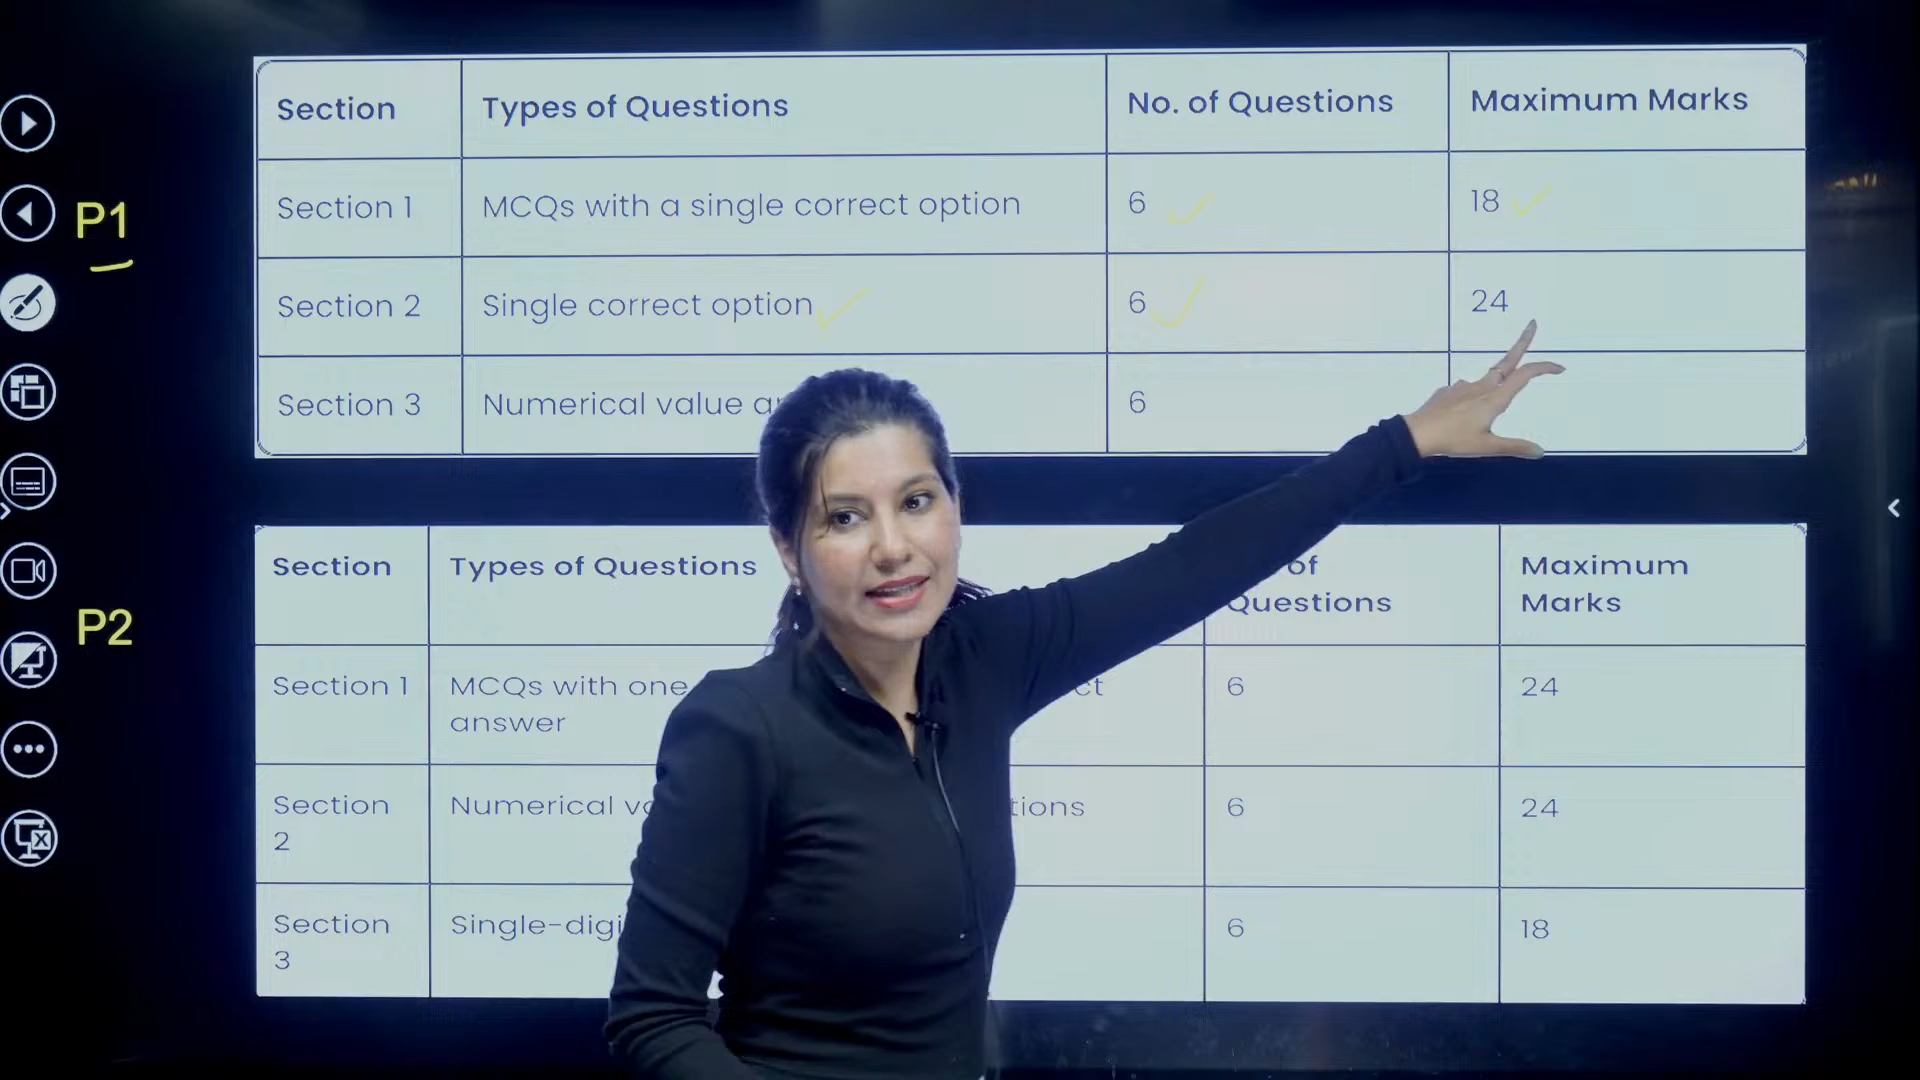 P1
Section Types of Questions No. of Questions Maximum Marks
Section 1 MCQs with a single correct option 6 18
Section 2 Single correct option 6 24
Section 3 Numerical value 6
P2
Section Types of Questions of Maximum
Questions Marks
Section 1 MCQs with one 6 24
answer
Section Numerical 6 24
2
Section 6 18
3